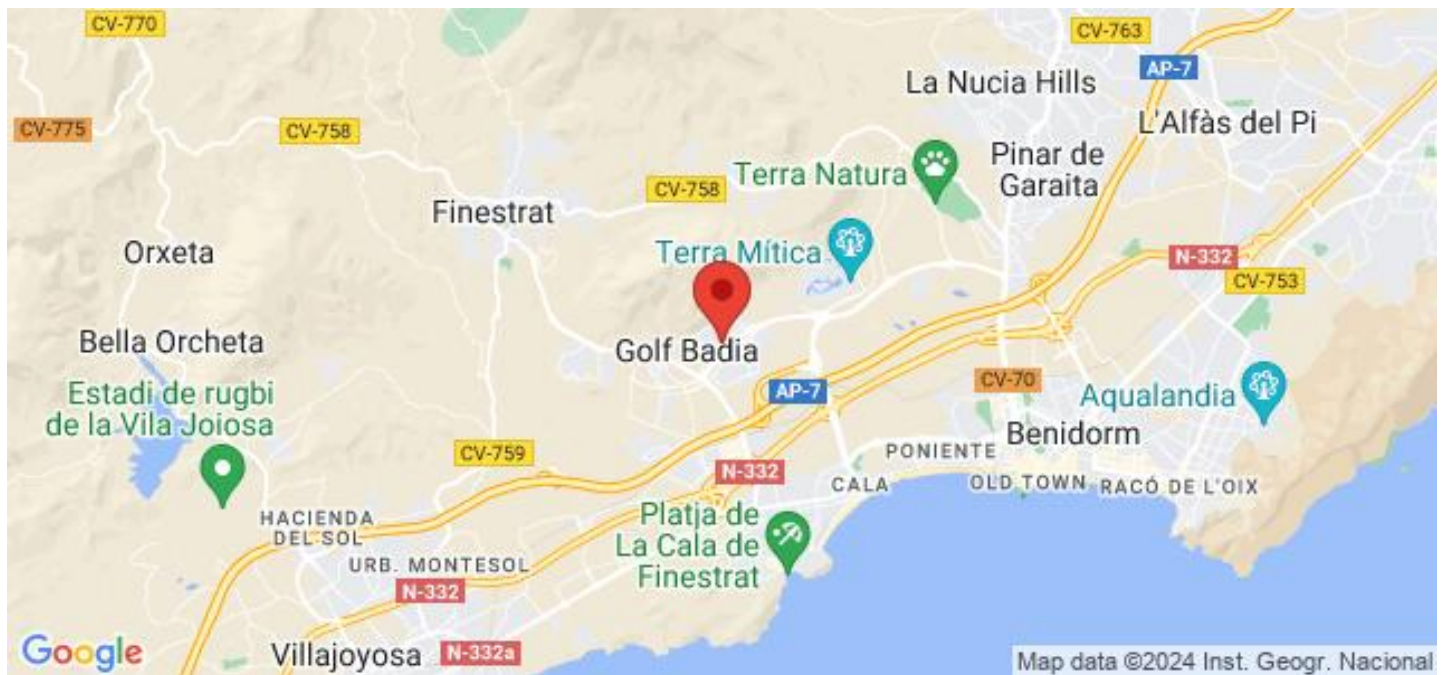 CV-770
CV-763
AP-7
La Nucia Hills
L'Alfàs del Pi
CV-775
CV-758
Pinar de
Garaita
Terra Natura
CV-758
Finestrat
Orxeta
Terra Mítica
N-332
CV-753
Bella Orcheta
Golf Badia
Estadi de rugbi
de la Vila Joiosa
AP-7
CV-70
Aqualandia
Benidorm
CV-759
PONIENTE
N-332
CALA
OLD TOWN
RACÓ DE L'OIX
HACIENDA
DEL SOL
Platja de
La Cala de
Finestrat
URB. MONTESOL
N-332
Villajoyosa
N-332a
Google
Map data ©2024 Inst. Geogr. Nacional